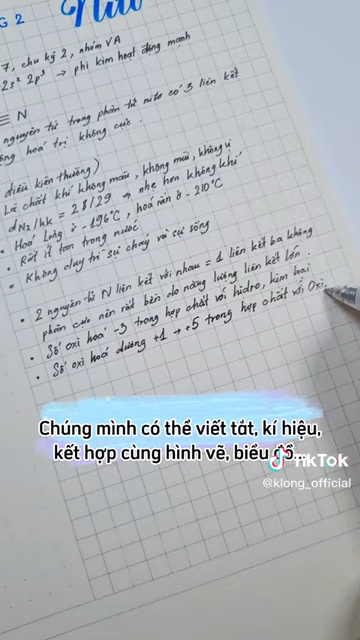 G 2 Nitơ
7, chu kỳ 2, nhóm VA
2s² 2p³ → phi kim hoạt động mạnh
≡ N
nguyên tử trong phân tử nitơ có 3 liên kết
ng hoá trị không cực.
điều kiện thường)
Là chất khí không màu, không mùi, không vị
dN2/kk = 28/29 → nhẹ hơn không khí
• Hoá lỏng ở -196°C, hoá rắn ở -210°C
• Rất ít tan trong nước
• Không duy trì sự cháy và sự sống
• 2 nguyên tử N liên kết với nhau = 1 liên kết ba không
phân cực nên rất bền do năng lượng liên kết lớn.
• Số oxi hoá -3 trong hợp chất với hidro, kim loại
• Số oxi hoá dương +1 → +5 trong hợp chất với Oxi
Chúng mình có thể viết tắt, kí hiệu,
kết hợp cùng hình vẽ, biểu đồ...
TikTok
@klong_official